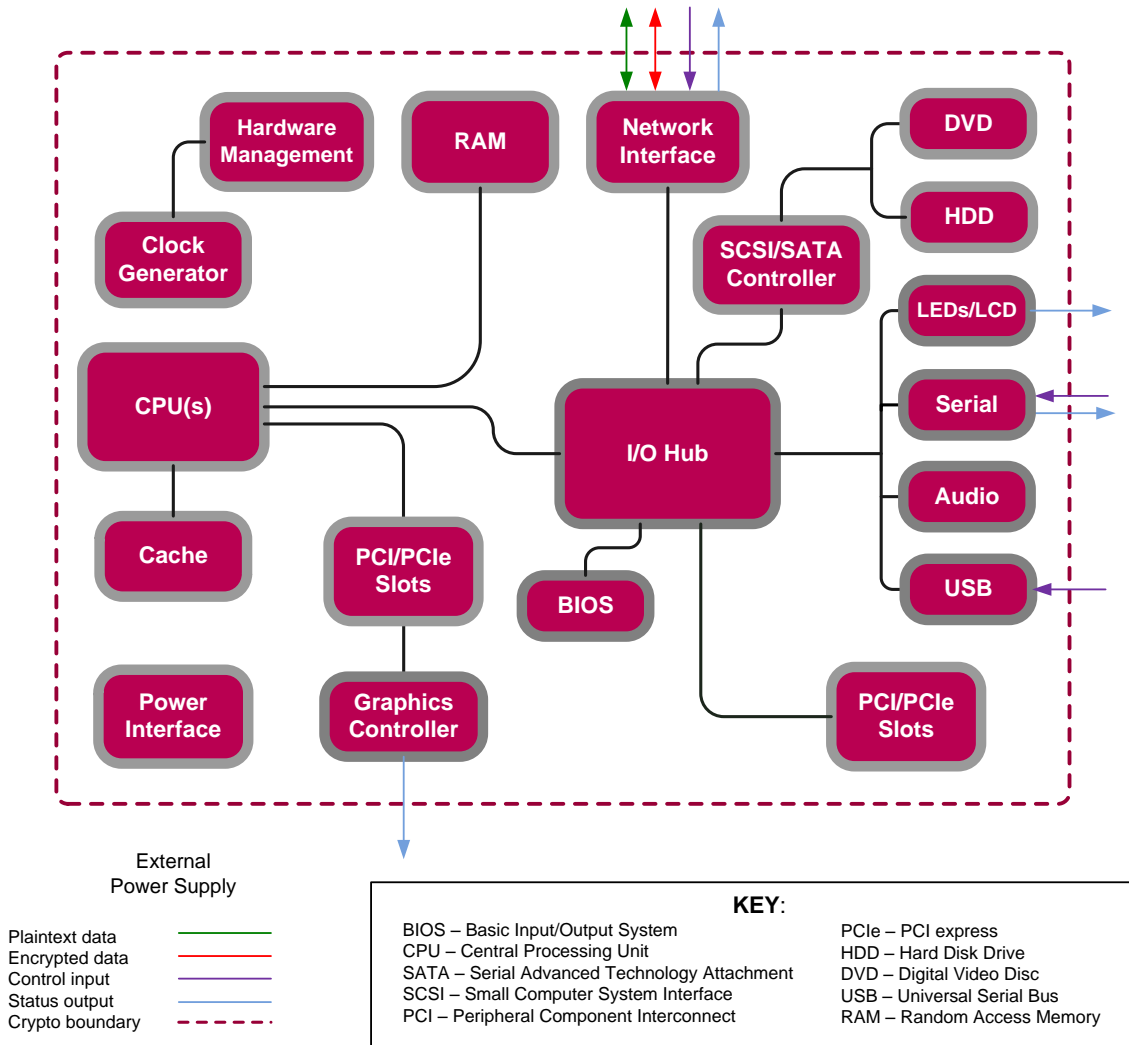 Hardware
Management
RAM
Network
Interface
DVD
HDD
Clock
Generator
SCSI/SATA
Controller
LEDs/LCD
CPU(s)
I/O Hub
Serial
Audio
Cache
PCI/PCIe
Slots
BIOS
USB
Power
Interface
Graphics
Controller
PCI/PCIe
Slots
External
Power Supply
Plaintext data
Encrypted data
Control input
Status output
Crypto boundary
KEY:
BIOS – Basic Input/Output System
CPU – Central Processing Unit
SATA – Serial Advanced Technology Attachment
SCSI – Small Computer System Interface
PCI – Peripheral Component Interconnect
PCIe – PCI express
HDD – Hard Disk Drive
DVD – Digital Video Disc
USB – Universal Serial Bus
RAM – Random Access Memory